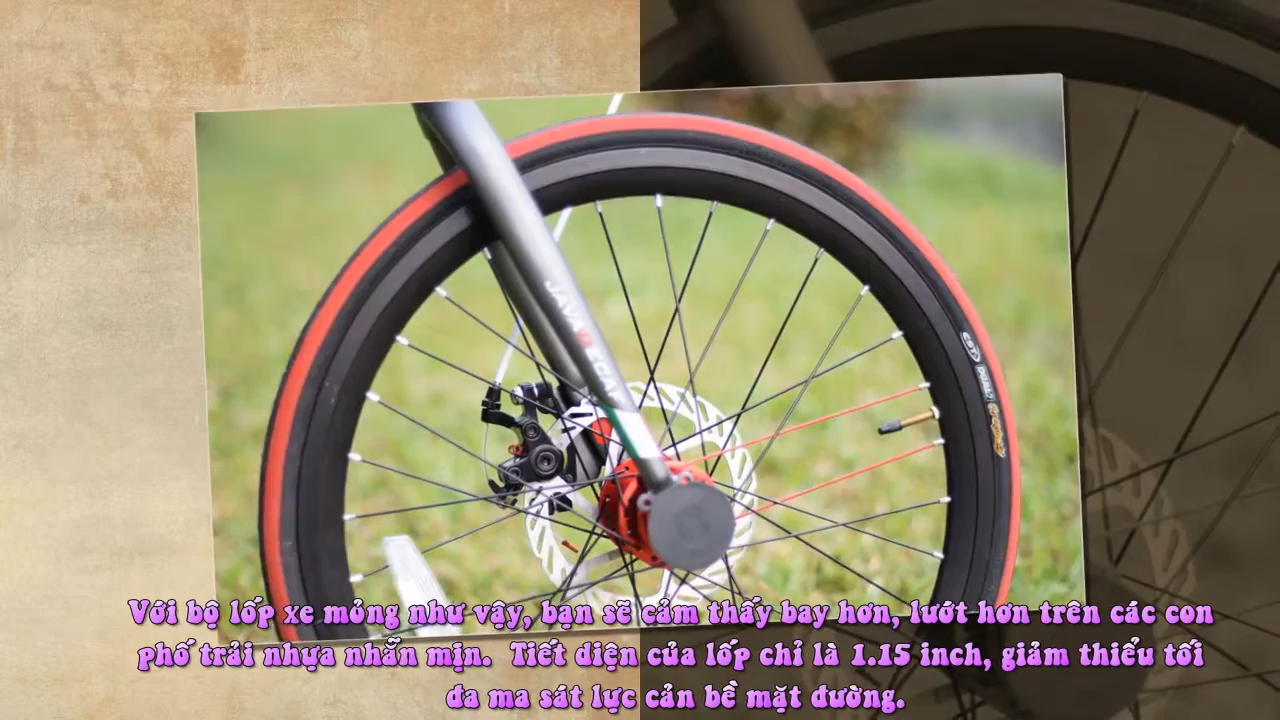 JAVA
CST
Với bộ lốp xe mỏng như vậy, bạn sẽ cảm thấy bay hơn, lướt hơn trên các con
phố trải nhựa nhẵn mịn. Tiết diện của lốp chỉ là 1.15 inch, giảm thiểu tối
đa ma sát lực cản bề mặt đường.